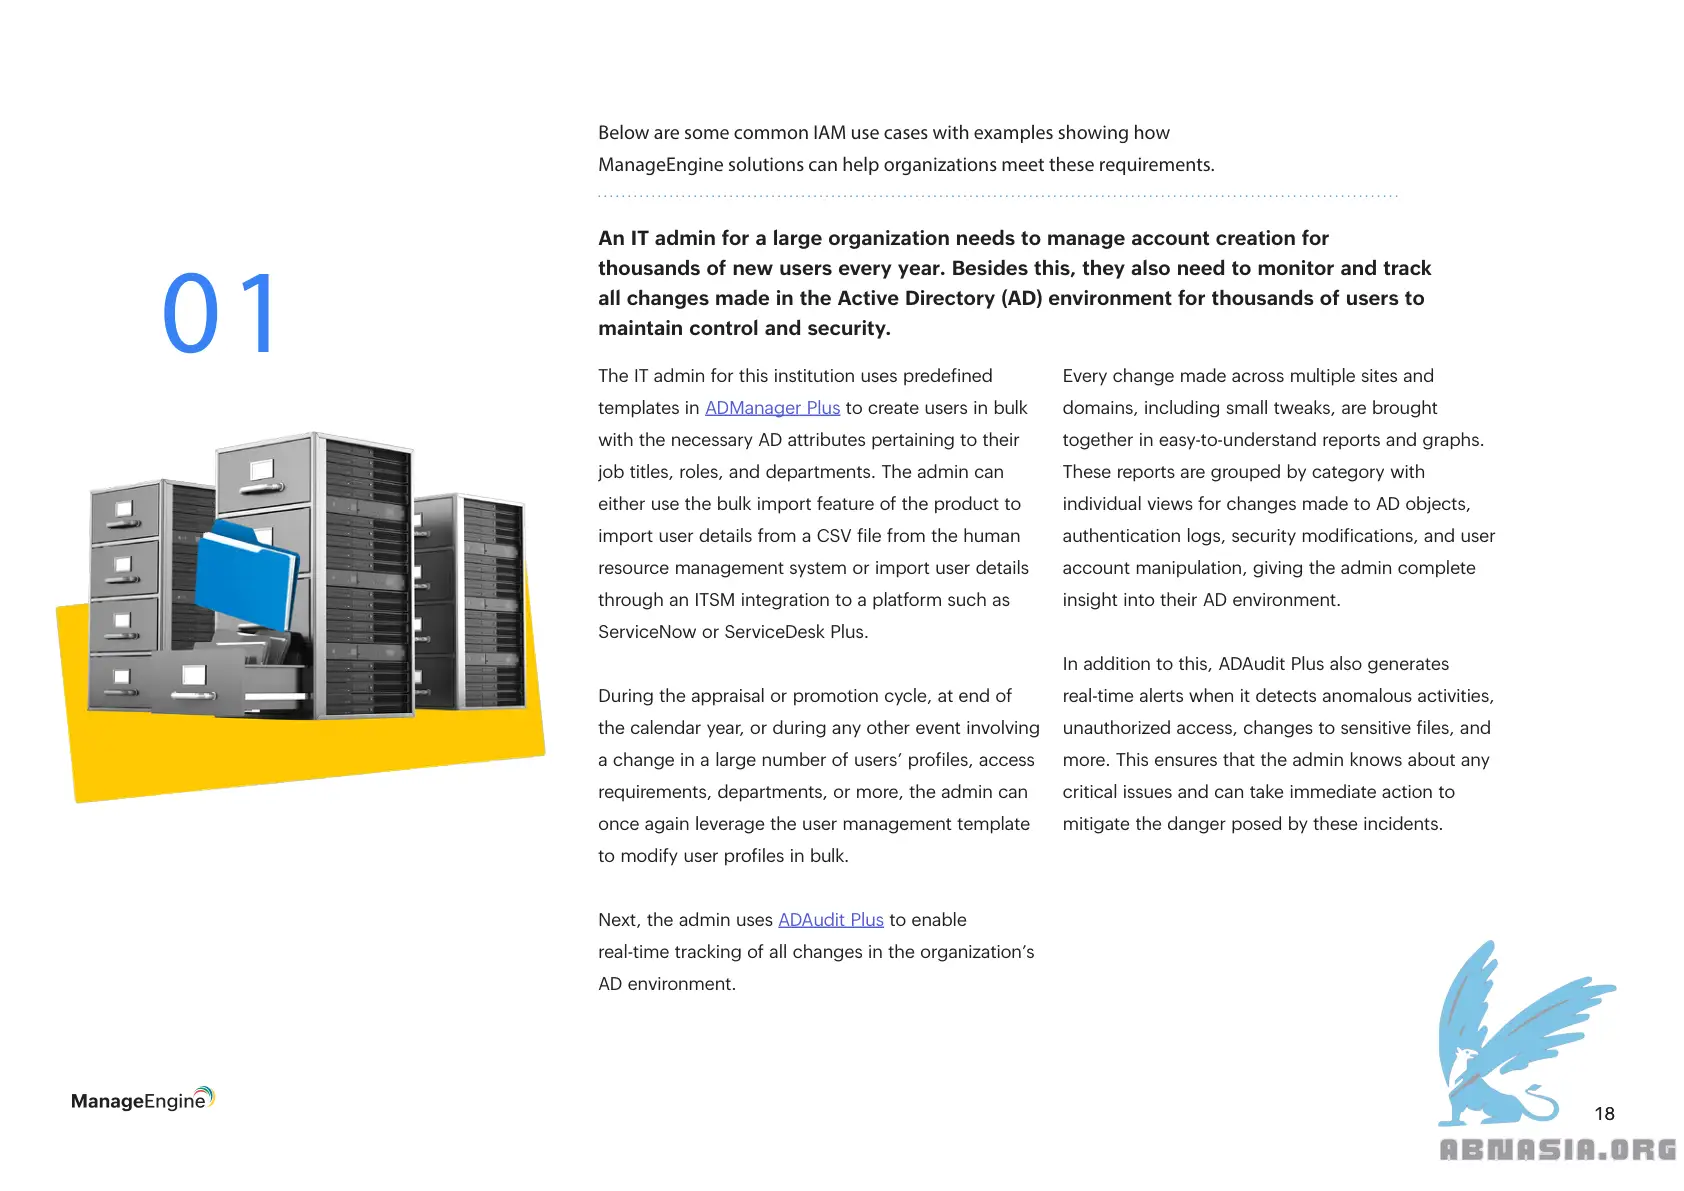 Below are some common IAM use cases with examples showing how
ManageEngine solutions can help organizations meet these requirements.
01
An IT admin for a large organization needs to manage account creation for
thousands of new users every year. Besides this, they also need to monitor and track
all changes made in the Active Directory (AD) environment for thousands of users to
maintain control and security.
The IT admin for this institution uses predefined
templates in ADManager Plus to create users in bulk
with the necessary AD attributes pertaining to their
job titles, roles, and departments. The admin can
either use the bulk import feature of the product to
import user details from a CSV file from the human
resource management system or import user details
through an ITSM integration to a platform such as
ServiceNow or ServiceDesk Plus.
During the appraisal or promotion cycle, at end of
the calendar year, or during any other event involving
a change in a large number of users’ profiles, access
requirements, departments, or more, the admin can
once again leverage the user management template
to modify user profiles in bulk.
Next, the admin uses ADAudit Plus to enable
real-time tracking of all changes in the organization’s
AD environment.
Every change made across multiple sites and
domains, including small tweaks, are brought
together in easy-to-understand reports and graphs.
These reports are grouped by category with
individual views for changes made to AD objects,
authentication logs, security modifications, and user
account manipulation, giving the admin complete
insight into their AD environment.
In addition to this, ADAudit Plus also generates
real-time alerts when it detects anomalous activities,
unauthorized access, changes to sensitive files, and
more. This ensures that the admin knows about any
critical issues and can take immediate action to
mitigate the danger posed by these incidents.
ManageEngine
18
ABNASIA.ORG